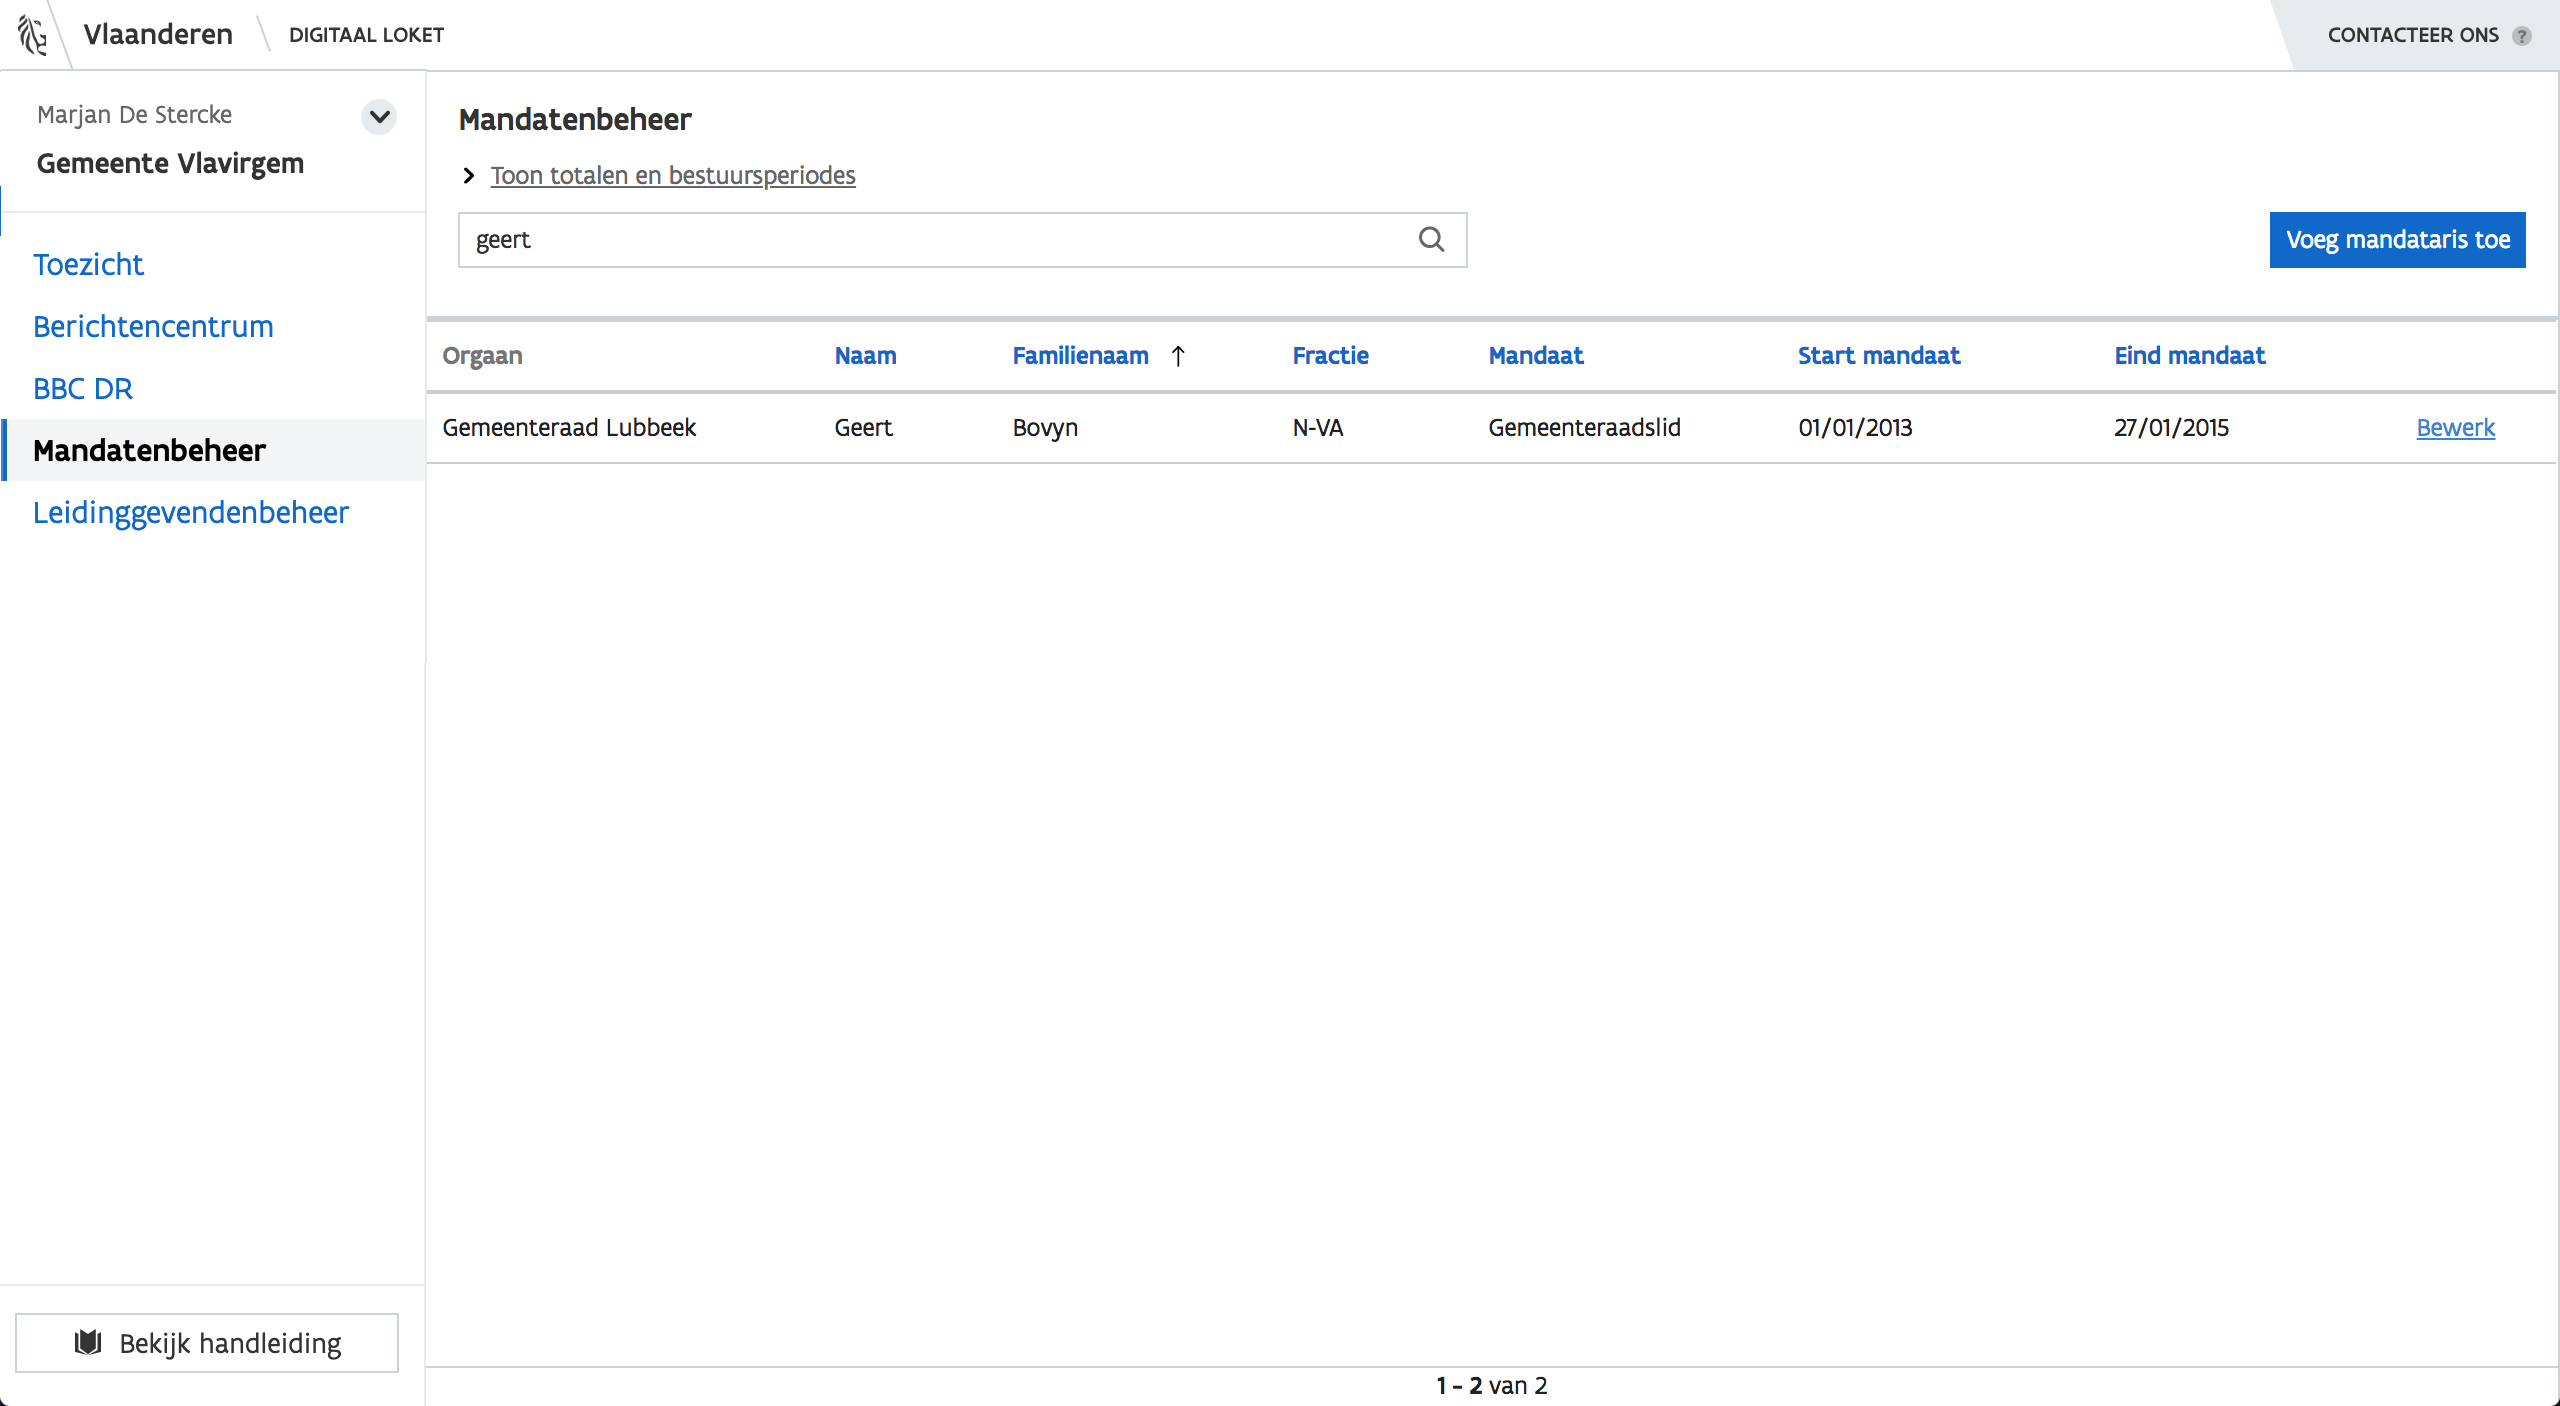 Vlaanderen DIGITAAL LOKET CONTACTEER ONS ?
Marjan De Stercke
Gemeente Vlavirgem
Toezicht
Berichtencentrum
BBC DR
Mandatenbeheer
Leidinggevendenbeheer
Bekijk handleiding
Mandatenbeheer
Toon totalen en bestuursperiodes
geert
Voeg mandataris toe
Orgaan Naam Familienaam ↑ Fractie Mandaat Start mandaat Eind mandaat
Gemeenteraad Lubbeek Geert Bovyn N-VA Gemeenteraadslid 01/01/2013 27/01/2015 Bewerk
1 - 2 van 2